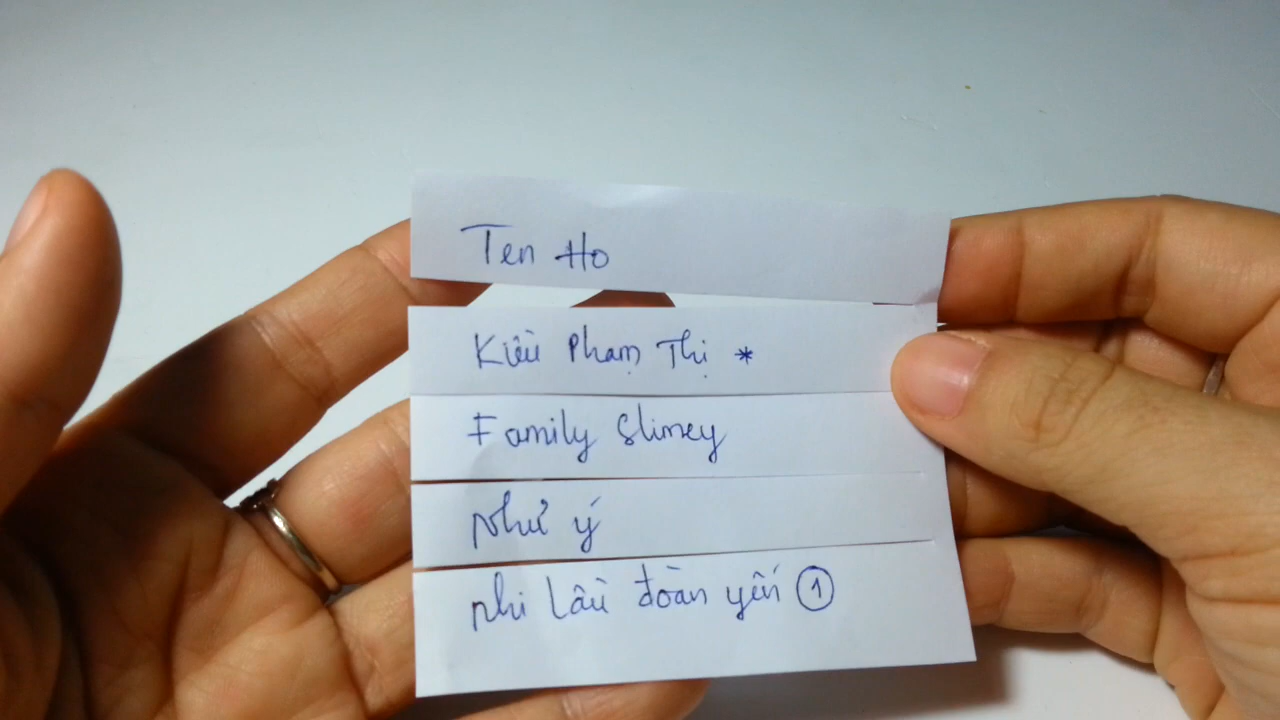 Ten Ho
Kiều Phạm Thị *
Family Slimey
Như ý
Nhi Lâu đoàn yến ①